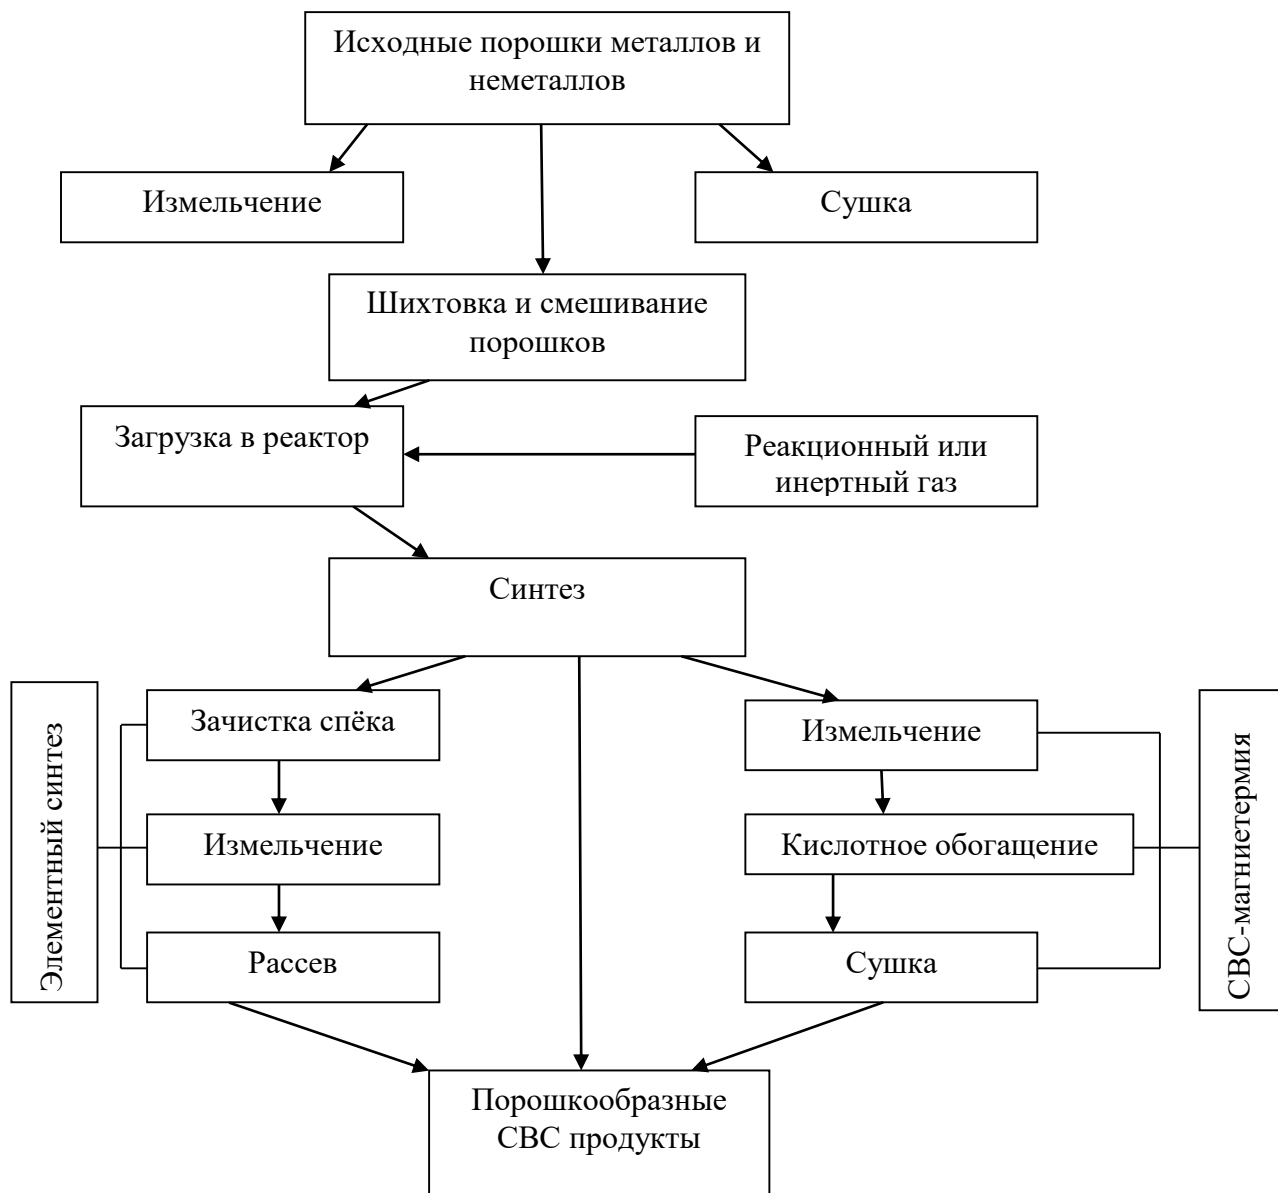 Исходные порошки металлов и
неметаллов
Измельчение
Сушка
Шихтовка и смешивание
порошков
Загрузка в реактор
Реакционный или
инертный газ
Синтез
Элементный синтез
Зачистка спёка
Измельчение
Рассев
Измельчение
Кислотное обогащение
Сушка
СВС-магниетермия
Порошкообразные
СВС продукты